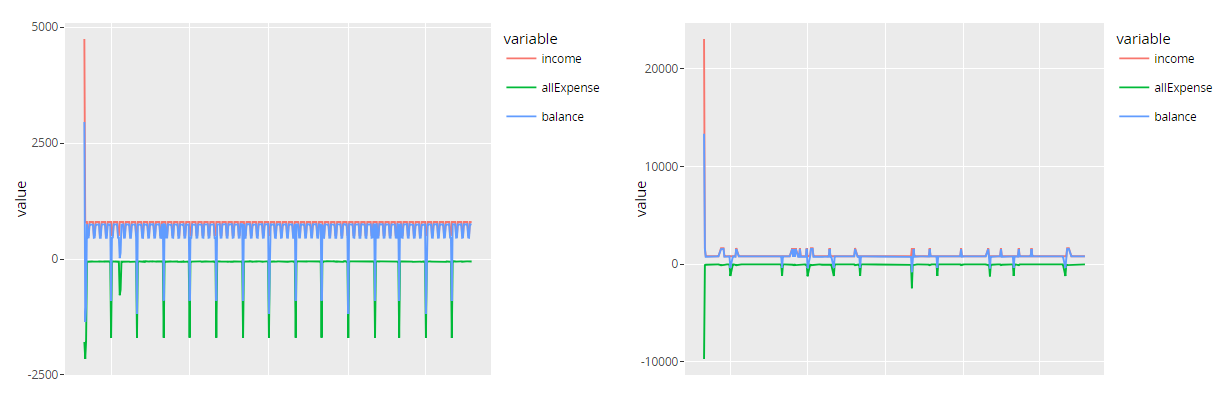 5000
2500
0
-2500
value
variable
income
allExpense
balance
20000
10000
0
-10000
value
variable
income
allExpense
balance